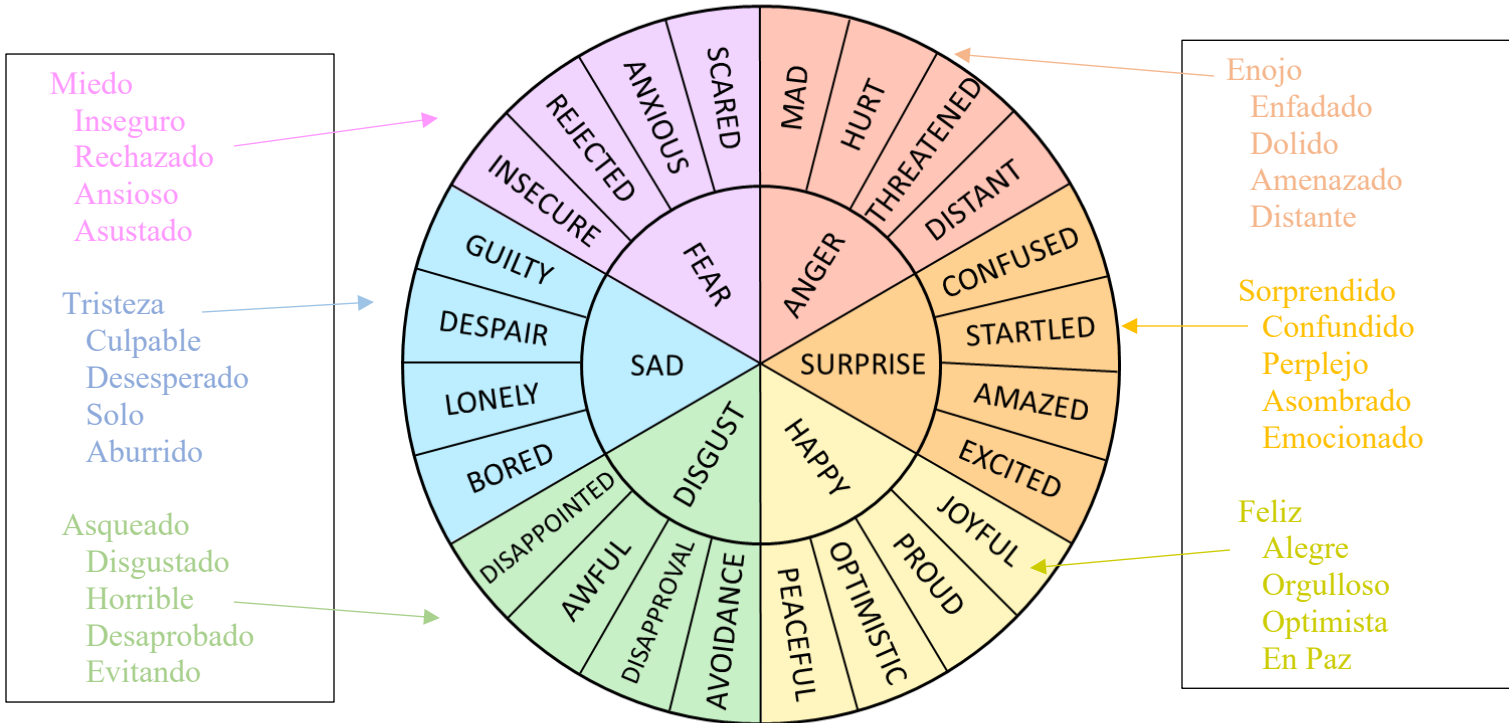 Miedo
Inseguro
Rechazado
Ansioso
Asustado
Tristeza
Culpable
Desesperado
Solo
Aburrido
Asqueado
Disgustado
Horrible
Desaprobado
Evitando
FEAR
INSECURE
REJECTED
ANXIOUS
SCARED
SAD
GUILTY
DESPAIR
LONELY
BORED
DISGUST
DISAPPOINTED
AWFUL
DISAPPROVAL
AVOIDANCE
ANGER
MAD
HURT
THREATENED
DISTANT
SURPRISE
CONFUSED
STARTLED
AMAZED
EXCITED
HAPPY
JOYFUL
PROUD
OPTIMISTIC
PEACEFUL
Enojo
Enfadado
Dolido
Amenazado
Distante
Sorprendido
Confundido
Perplejo
Asombrado
Emocionado
Feliz
Alegre
Orgulloso
Optimista
En Paz